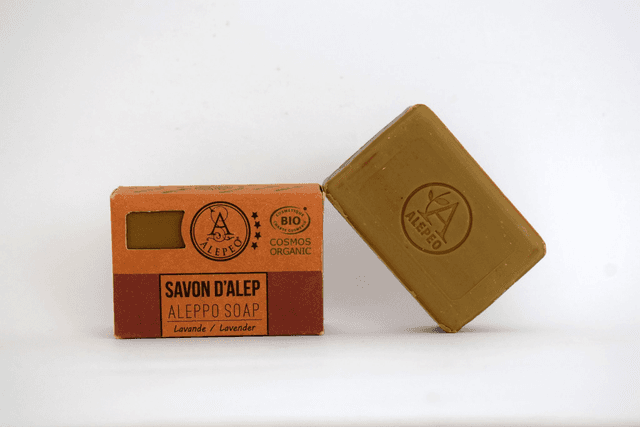 A
ALEPEO
BIO
COSMOS
ORGANIC
SAVON D'ALEP
ALEPPO SOAP
Lavande / Lavender
A
ALEPEO